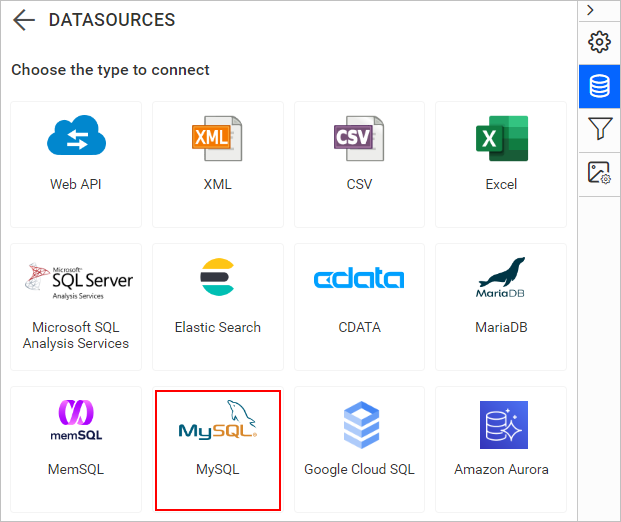 DATASOURCES
Choose the type to connect
XML
CSV
X
Web API
XML
CSV
Excel
Microsoft
SQL Server
Analysis Services
cdata
MariaDB
Microsoft SQL
Analysis Services
Elastic Search
CDATA
MariaDB
memSQL
MySQL
MemSQL
MySQL
Google Cloud SQL
Amazon Aurora